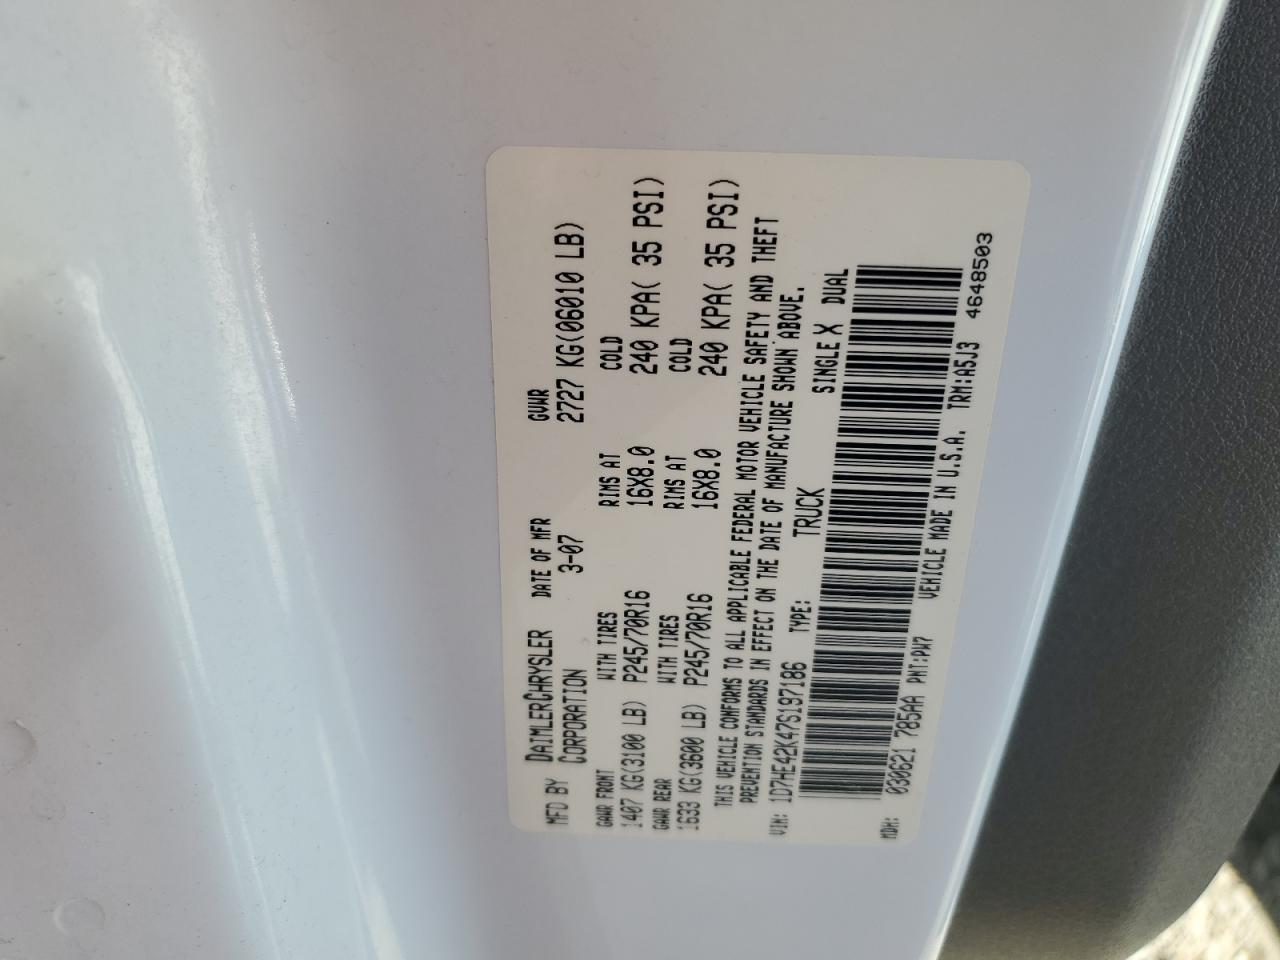 MFD BY DAIMLERCHRYSLER CORPORATION DATE OF MFR 3-07 GVWR 2727 KG(06010 LB)
GAWR FRONT WITH TIRES RIMS AT COLD
1407 KG(3100 LB) P245/70R16 16X8.0 240 KPA( 35 PSI)
GAWR REAR WITH TIRES RIMS AT COLD
1633 KG(3600 LB) P245/70R16 16X8.0 240 KPA( 35 PSI)
THIS VEHICLE CONFORMS TO ALL APPLICABLE FEDERAL MOTOR VEHICLE SAFETY AND THEFT
PREVENTION STANDARDS IN EFFECT ON THE DATE OF MANUFACTURE SHOWN ABOVE.
VIN: 1D7HE42K47S197186 TYPE: TRUCK SINGLE X DUAL
MDH: 030621 785AA PNT:PW7 VEHICLE MADE IN U.S.A. TRM:A5J3 4648503